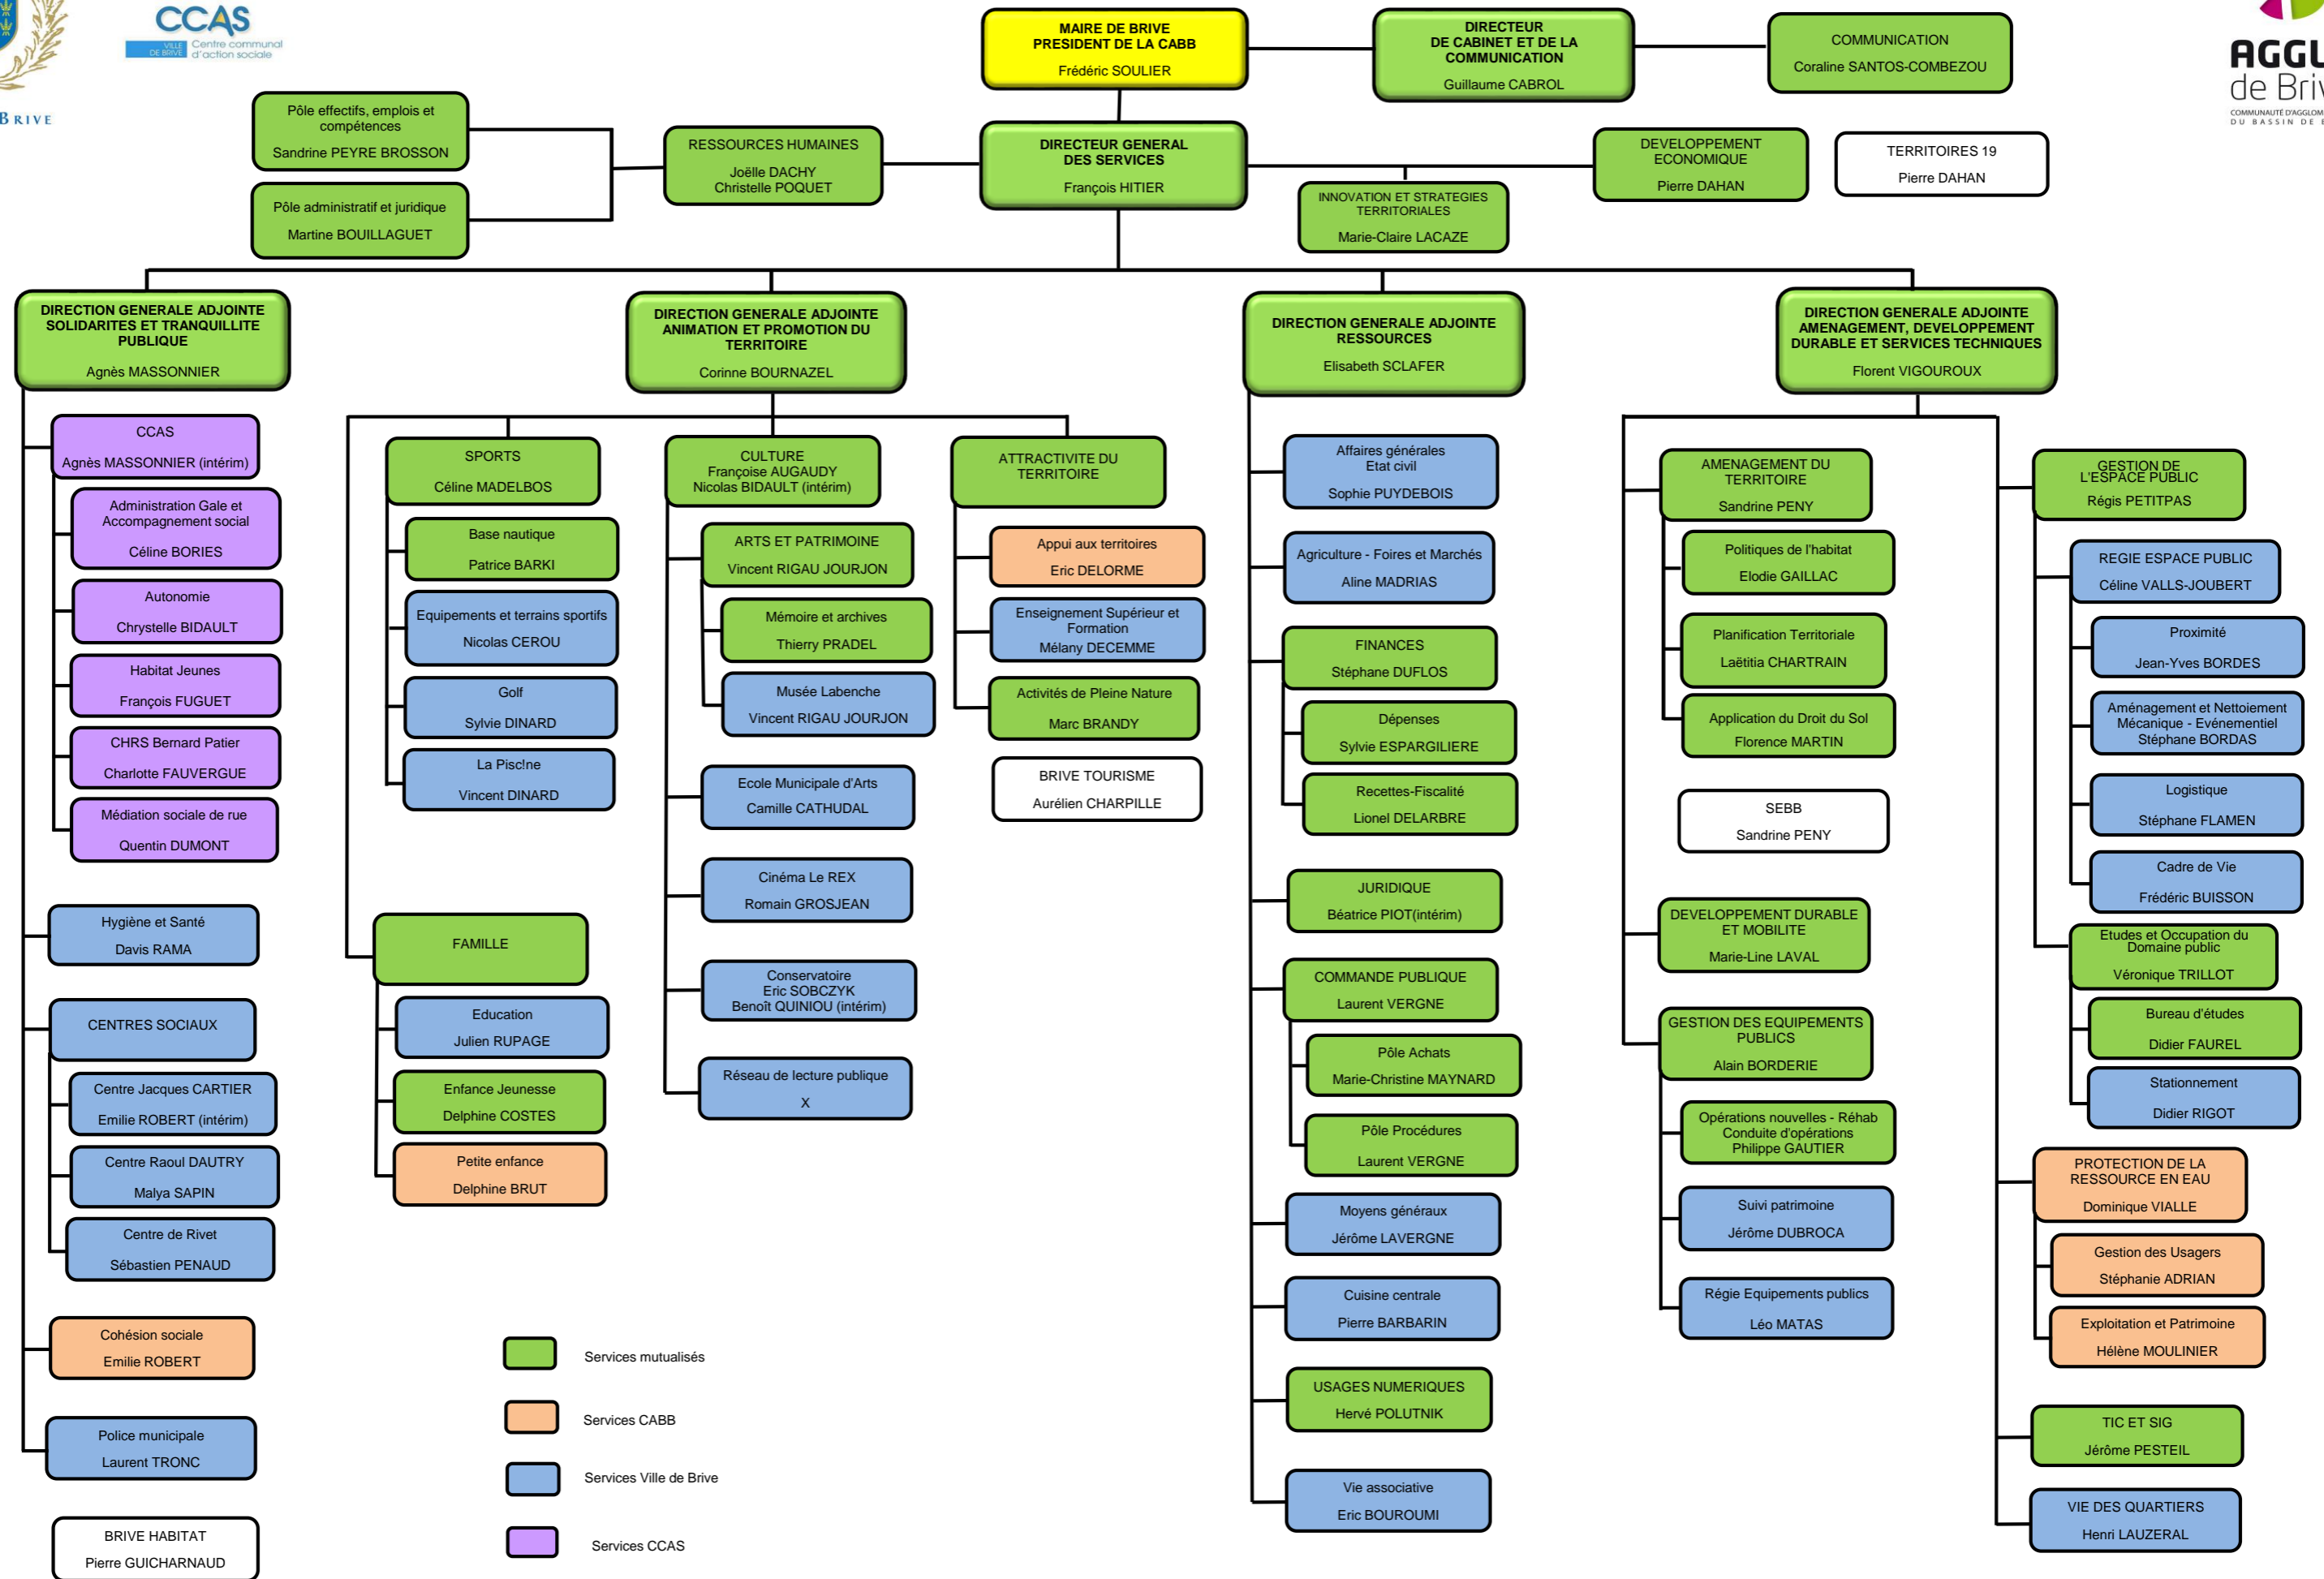 BRIVE
CCAS
VILLE
DE BRIVE
Centre communal
d'action sociale
MAIRE DE BRIVE
PRESIDENT DE LA CABB
Frédéric SOULIER
DIRECTEUR
DE CABINET ET DE LA
COMMUNICATION
Guillaume CABROL
COMMUNICATION
Coraline SANTOS-COMBEZOU
de
DU BASSIN DE
Pôle effectifs, emplois et
compétences
Sandrine PEYRE BROSSON
Pôle administratif et juridique
Martine BOUILLAGUET
RESSOURCES HUMAINES
Joëlle DACHY
Christelle POQUET
DIRECTEUR GENERAL
DES SERVICES
François HITIER
INNOVATION ET STRATEGIES
TERRITORIALES
Marie-Claire LACAZE
DEVELOPPEMENT
ECONOMIQUE
Pierre DAHAN
TERRITOIRES 19
Pierre DAHAN
DIRECTION GENERALE ADJOINTE
SOLIDARITES ET TRANQUILLITE
PUBLIQUE
Agnès MASSONNIER
CCAS
Agnès MASSONNIER (intérim)
Administration Gale et
Accompagnement social
Céline BORIES
Autonomie
Chrystelle BIDAULT
Habitat Jeunes
François FUGUET
CHRS Bernard Patier
Charlotte FAUVERGUE
Médiation sociale de rue
Quentin DUMONT
Hygiène et Santé
Davis RAMA
CENTRES SOCIAUX
Centre Jacques CARTIER
Emilie ROBERT (intérim)
Centre Raoul DAUTRY
Malya SAPIN
Centre de Rivet
Sébastien PENAUD
Cohésion sociale
Emilie ROBERT
Police municipale
Laurent TRONC
BRIVE HABITAT
Pierre GUICHARNAUD
DIRECTION GENERALE ADJOINTE
ANIMATION ET PROMOTION DU
TERRITOIRE
Corinne BOURNAZEL
SPORTS
Céline MADELBOS
Base nautique
Patrice BARKI
Equipements et terrains sportifs
Nicolas CEROU
Golf
Sylvie DINARD
La Pisc!ne
Vincent DINARD
FAMILLE
Education
Julien RUPAGE
Enfance Jeunesse
Delphine COSTES
Petite enfance
Delphine BRUT
CULTURE
Françoise AUGAUDY
Nicolas BIDAULT (intérim)
ARTS ET PATRIMOINE
Vincent RIGAU JOURJON
Mémoire et archives
Thierry PRADEL
Musée Labenche
Vincent RIGAU JOURJON
Ecole Municipale d'Arts
Camille CATHUDAL
Cinéma Le REX
Romain GROSJEAN
Conservatoire
Eric SOBCZYK
Benoît QUINIOU (intérim)
Réseau de lecture publique
X
ATTRACTIVITE DU
TERRITOIRE
Appui aux territoires
Eric DELORME
Enseignement Supérieur et
Formation
Mélany DECEMME
Activités de Pleine Nature
Marc BRANDY
BRIVE TOURISME
Aurélien CHARPILLE
DIRECTION GENERALE ADJOINTE
RESSOURCES
Elisabeth SCLAFER
Affaires générales
Etat civil
Sophie PUYDEBOIS
Agriculture - Foires et Marchés
Aline MADRIAS
FINANCES
Stéphane DUFLOS
Dépenses
Sylvie ESPARGILIERE
Recettes-Fiscalité
Lionel DELARBRE
JURIDIQUE
Béatrice PIOT(intérim)
COMMANDE PUBLIQUE
Laurent VERGNE
Pôle Achats
Marie-Christine MAYNARD
Pôle Procédures
Laurent VERGNE
Moyens généraux
Jérôme LAVERGNE
Cuisine centrale
Pierre BARBARIN
USAGES NUMERIQUES
Hervé POLUTNIK
Vie associative
Eric BOUROUMI
DIRECTION GENERALE ADJOINTE
AMENAGEMENT, DEVELOPPEMENT
DURABLE ET SERVICES TECHNIQUES
Florent VIGOUROUX
AMENAGEMENT DU
TERRITOIRE
Sandrine PENY
Politiques de l'habitat
Elodie GAILLAC
Planification Territoriale
Laëtitia CHARTRAIN
Application du Droit du Sol
Florence MARTIN
SEBB
Sandrine PENY
DEVELOPPEMENT DURABLE
ET MOBILITE
Marie-Line LAVAL
GESTION DES EQUIPEMENTS
PUBLICS
Alain BORDERIE
Opérations nouvelles - Réhab
Conduite d'opérations
Philippe GAUTIER
Suivi patrimoine
Jérôme DUBROCA
Régie Equipements publics
Léo MATAS
GESTION DE
L'ESPACE PUBLIC
Régis PETITPAS
REGIE ESPACE PUBLIC
Céline VALLS-JOUBERT
Proximité
Jean-Yves BORDES
Aménagement et Nettoiement
Mécanique - Evénementiel
Stéphane BORDAS
Logistique
Stéphane FLAMEN
Cadre de Vie
Frédéric BUISSON
Etudes et Occupation du
Domaine public
Véronique TRILLOT
Bureau d'études
Didier FAUREL
Stationnement
Didier RIGOT
PROTECTION DE LA
RESSOURCE EN EAU
Dominique VIALLE
Gestion des Usagers
Stéphanie ADRIAN
Exploitation et Patrimoine
Hélène MOULINIER
TIC ET SIG
Jérôme PESTEIL
VIE DES QUARTIERS
Henri LAUZERAL
Services mutualisés
Services CABB
Services Ville de Brive
Services CCAS